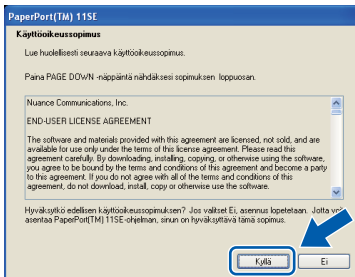 PaperPort(TM) 11SE
Käyttöoikeussopimus
Lue huolellisesti seuraava käyttöoikeussopimus.
Paina PAGE DOWN -näppäintä nähdäksesi sopimuksen loppuosan.
Nuance Communications, Inc.
END-USER LICENSE AGREEMENT
The software and materials provided with this agreement are licensed, not sold, and are
available for use only under the terms of this license agreement. Please read this
agreement carefully. By downloading, installing, copying, or otherwise using the software,
you agree to be bound by the terms and conditions of this agreement and become a party
to this agreement. If you do not agree with all of the terms and conditions of this
agreement, do not download, install, copy or otherwise use the software.
Hyväksytkö edellisen käyttöoikeussopimuksen? Jos valitset Ei, asennus lopetetaan. Jotta
asentaa PaperPort(TM) 11SE-ohjelman, sinun on hyväksyttävä tämä sopimus.
Kyllä
Ei